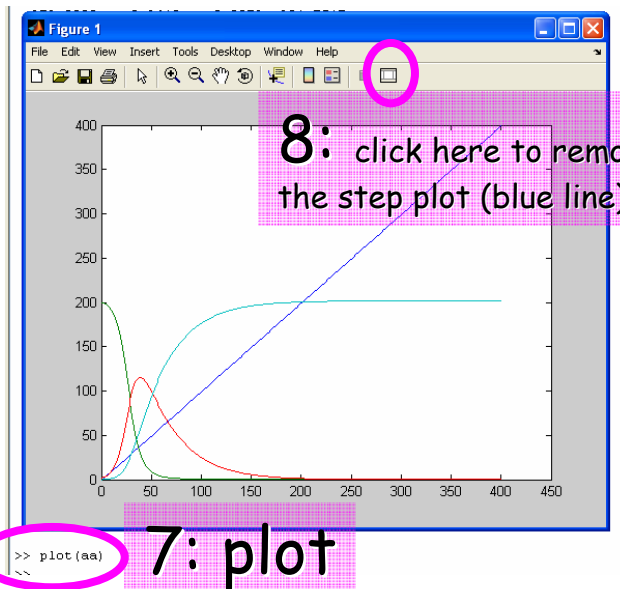 Figure 1
File Edit View Insert Tools Desktop Window Help
8: click here to remo
the step plot (blue line)
400
350
300
250
200
150
100
50
0
0 50 100 150 200 250 300 350 400 450
>> plot(aa)
7: plot